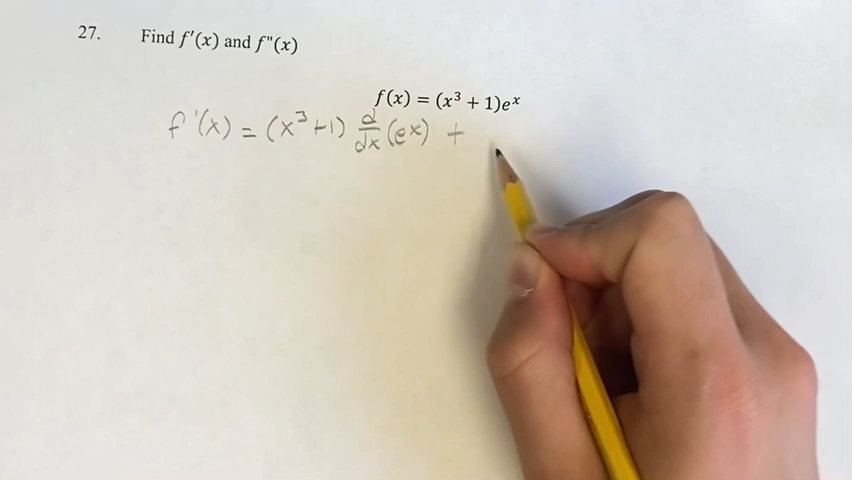 27. Find f'(x) and f"(x)
f(x) = (x³ + 1)eˣ
f'(x) = (x³+1) d/dx (eˣ) +